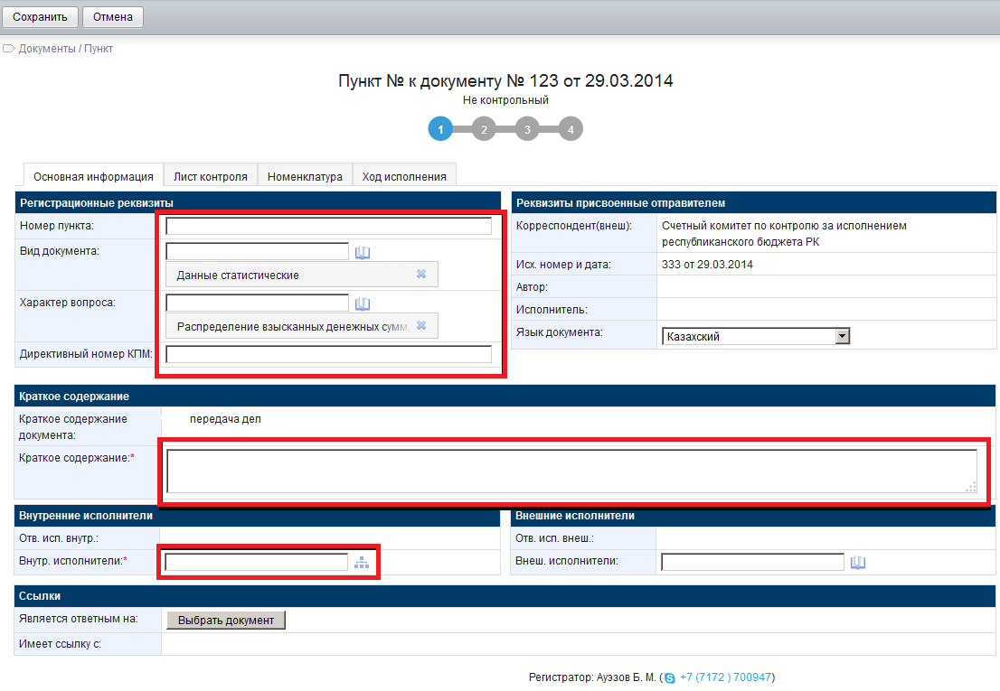 Сохранить Отмена
Документы / Пункт
Пункт № к документу № 123 от 29.03.2014
Не контрольный
1 2 3 4
Основная информация Лист контроля Номенклатура Ход исполнения
Регистрационные реквизиты
Номер пункта:
Вид документа:
Данные статистические
Характер вопроса:
Распределение взысканных денежных сумм,
Директивный номер КПМ:
Реквизиты присвоенные отправителем
Корреспондент(внеш): Счетный комитет по контролю за исполнением
республиканского бюджета РК
Исх. номер и дата: 333 от 29.03.2014
Автор:
Исполнитель:
Язык документа: Казахский
Краткое содержание
Краткое содержание передача дел
документа:
Краткое содержание:*
Внутренние исполнители
Отв. исп. внутр.:
Внутр. исполнители:*
Внешние исполнители
Отв. исп. внеш.:
Внеш. исполнители:
Ссылки
Является ответным на: Выбрать документ
Имеет ссылку с:
Регистратор: Ауэзов Б. М. ( +7 (7172 ) 700947)